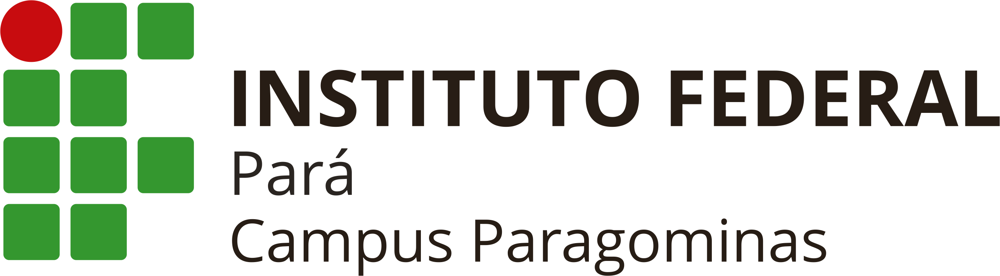 INSTITUTO FEDERAL
Pará
Campus Paragominas